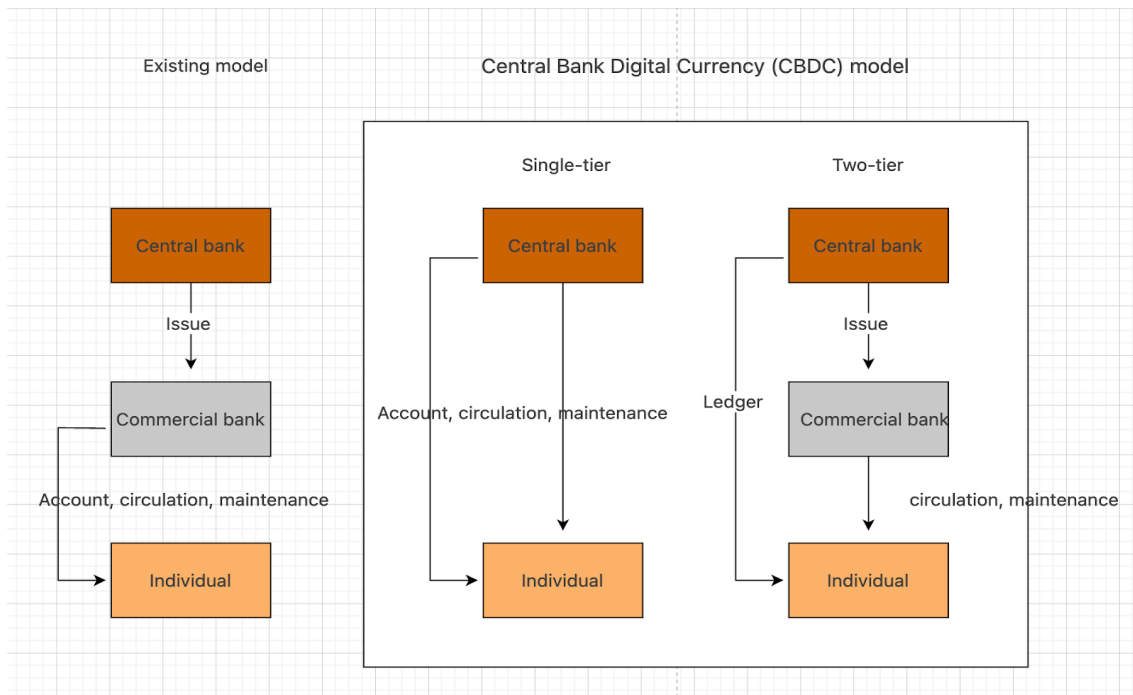 Existing model
Central Bank Digital Currency (CBDC) model
Single-tier
Two-tier
Central bank
Issue
Commercial bank
Account, circulation, maintenance
Individual
Central bank
Account, circulation, maintenance
Individual
Central bank
Issue
Ledger
Commercial bank
circulation, maintenance
Individual